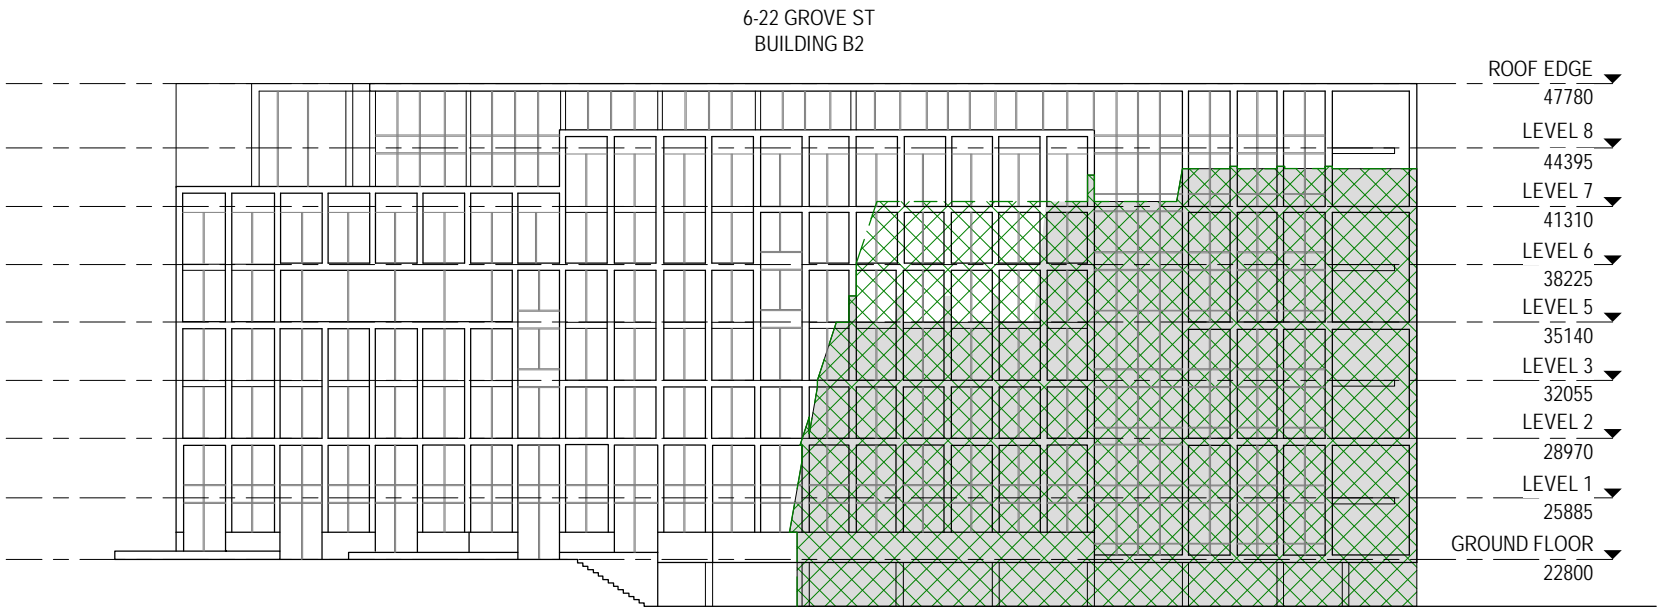 6-22 GROVE ST
BUILDING B2
ROOF EDGE
47780
LEVEL 8
44395
LEVEL 7
41310
LEVEL 6
38225
LEVEL 5
35140
LEVEL 3
32055
LEVEL 2
28970
LEVEL 1
25885
GROUND FLOOR
22800